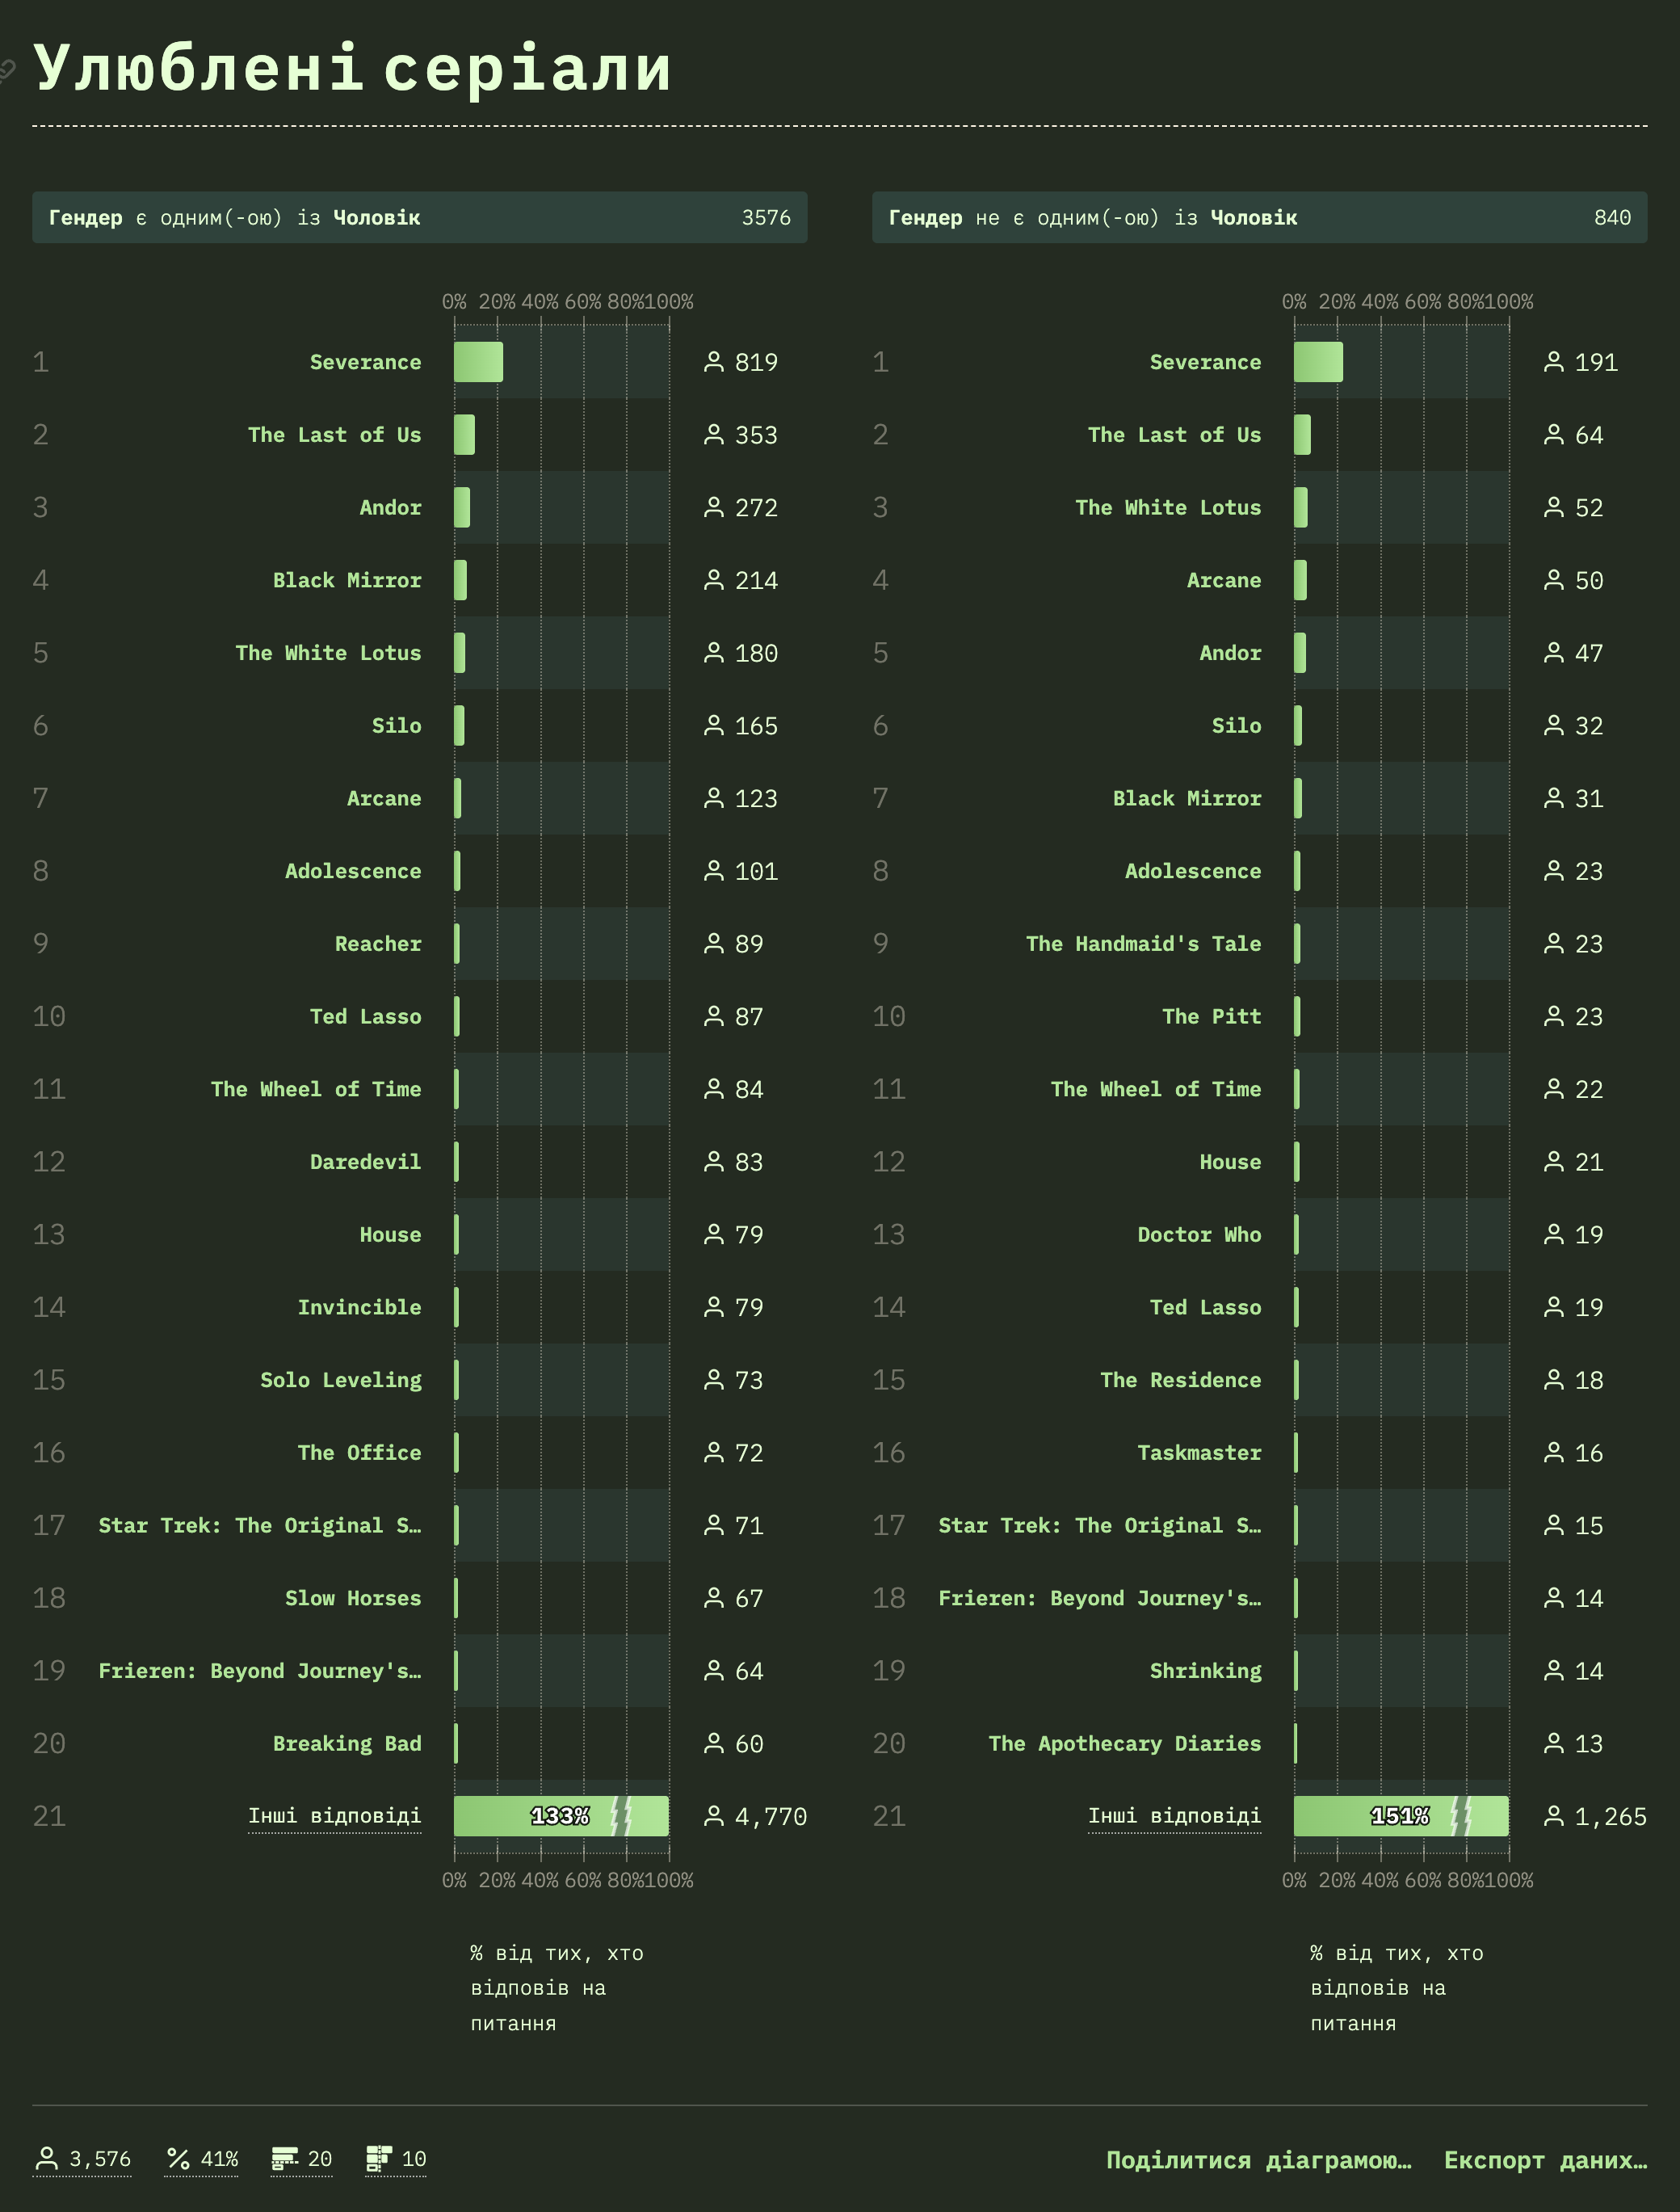 Улюблені серіали
Гендер є одним(-ою) із Чоловік 3576
0% 20% 40% 60% 80% 100%
1 Severance 819
2 The Last of Us 353
3 Andor 272
4 Black Mirror 214
5 The White Lotus 180
6 Silo 165
7 Arcane 123
8 Adolescence 101
9 Reacher 89
10 Ted Lasso 87
11 The Wheel of Time 84
12 Daredevil 83
13 House 79
14 Invincible 79
15 Solo Leveling 73
16 The Office 72
17 Star Trek: The Original S… 71
18 Slow Horses 67
19 Frieren: Beyond Journey's… 64
20 Breaking Bad 60
21 Інші відповіді 133% 4,770
0% 20% 40% 60% 80% 100%
% від тих, хто
відповів на
питання
Гендер не є одним(-ою) із Чоловік 840
0% 20% 40% 60% 80% 100%
1 Severance 191
2 The Last of Us 64
3 The White Lotus 52
4 Arcane 50
5 Andor 47
6 Silo 32
7 Black Mirror 31
8 Adolescence 23
9 The Handmaid's Tale 23
10 The Pitt 23
11 The Wheel of Time 22
12 House 21
13 Doctor Who 19
14 Ted Lasso 19
15 The Residence 18
16 Taskmaster 16
17 Star Trek: The Original S… 15
18 Frieren: Beyond Journey's… 14
19 Shrinking 14
20 The Apothecary Diaries 13
21 Інші відповіді 151% 1,265
0% 20% 40% 60% 80% 100%
% від тих, хто
відповів на
питання
3,576 41% 20 10 Поділитися діаграмою… Експорт даних…